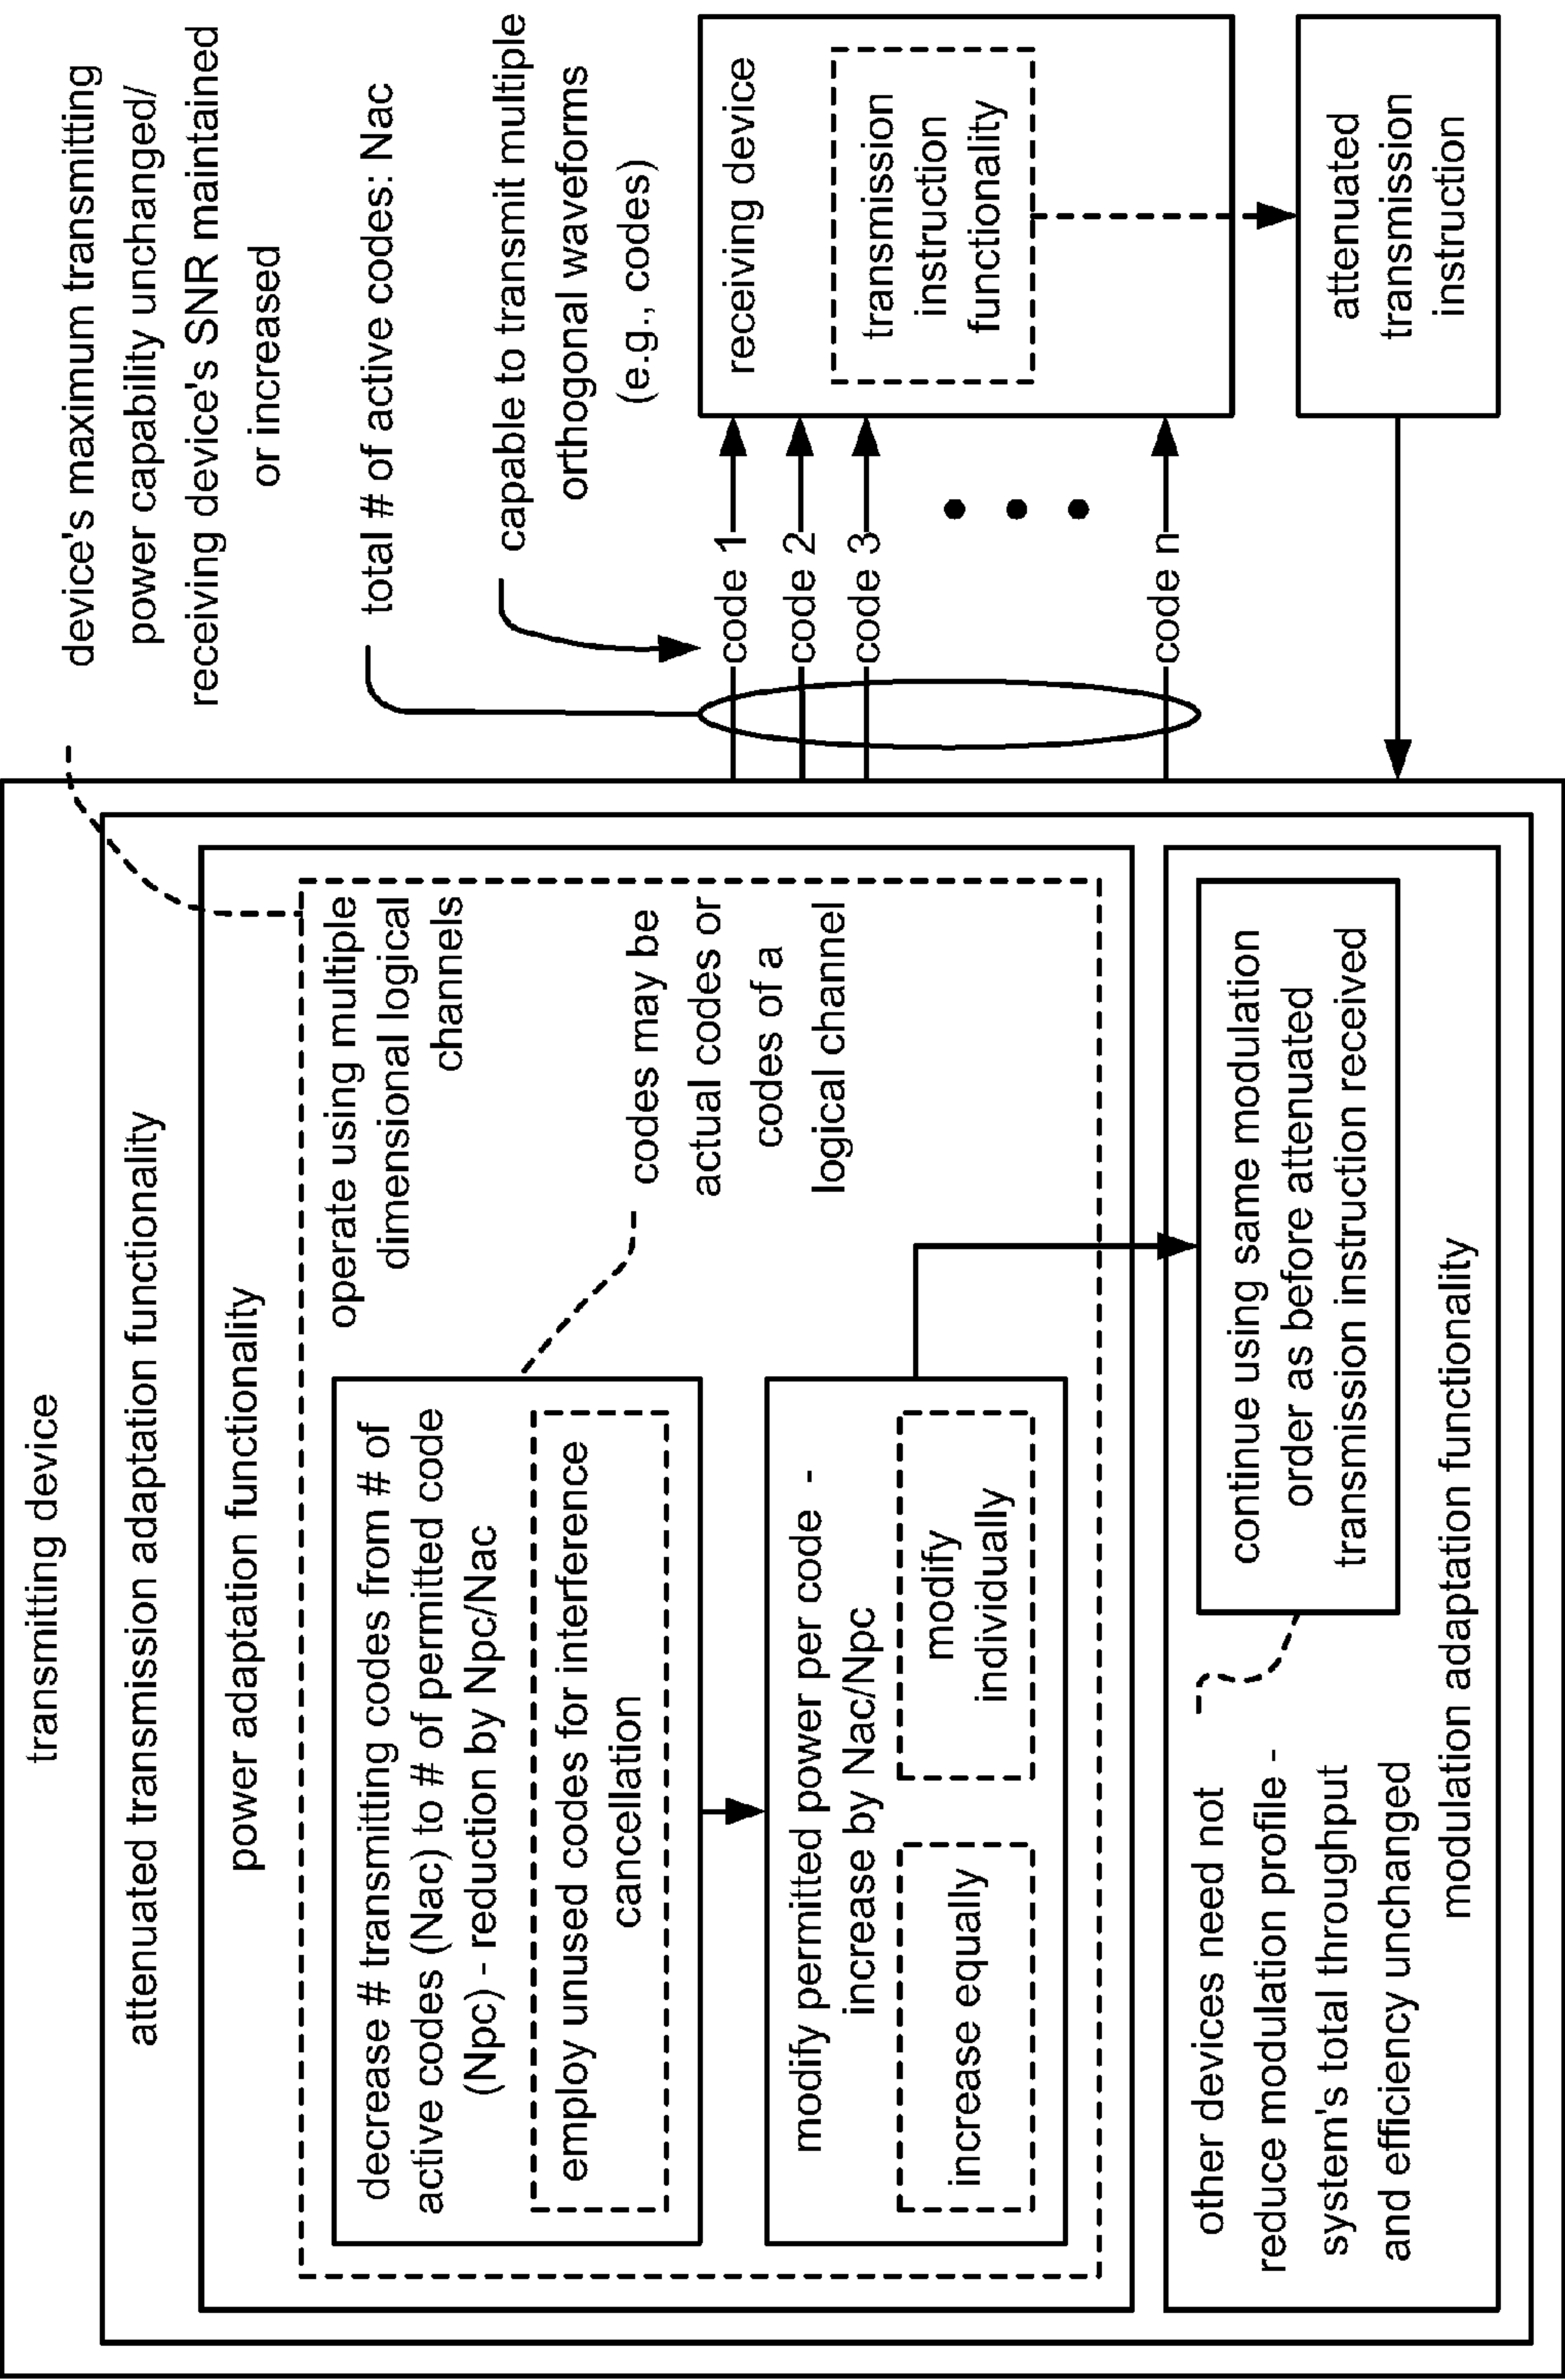 transmitting device
attenuated transmission adaptation functionality
power adaptation functionality
operate using multiple
dimensional logical
channels
decrease # transmitting codes from # of
active codes (Nac) to # of permitted code
(Npc) - reduction by Npc/Nac
employ unused codes for interference
cancellation
codes may be
actual codes or
codes of a
logical channel
modify permitted power per code -
increase by Nac/Npc
increase equally
modify
individually
other devices need not
reduce modulation profile -
system's total throughput
and efficiency unchanged
continue using same modulation
order as before attenuated
transmission instruction received
modulation adaptation functionality
device's maximum transmitting
power capability unchanged/
receiving device's SNR maintained
or increased
total # of active codes: Nac
capable to transmit multiple
orthogonal waveforms
(e.g., codes)
code 1
code 2
code 3
code n
receiving device
transmission
instruction
functionality
attenuated
transmission
instruction